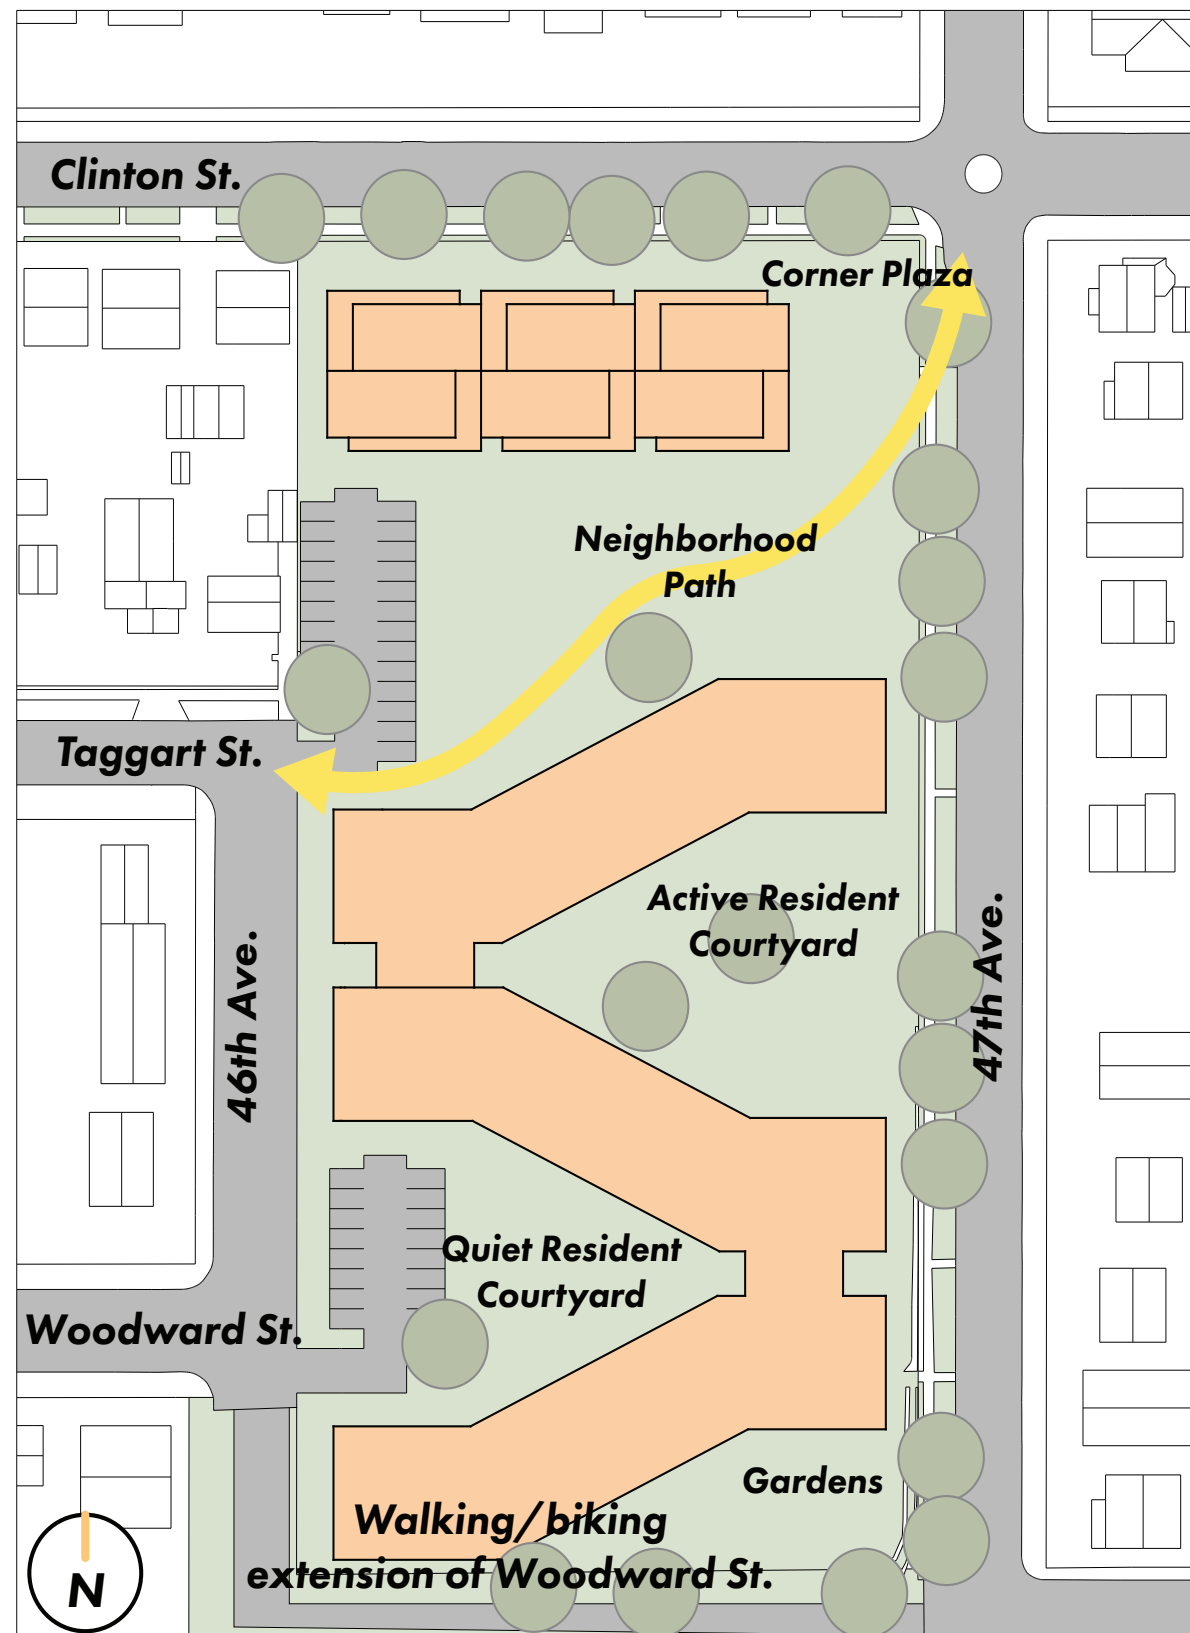 Clinton St.
Corner Plaza
Neighborhood
Path
Taggart St.
Active Resident
Courtyard
46th Ave.
47th Ave.
Quiet Resident
Courtyard
Woodward St.
Gardens
Walking/biking
extension of Woodward St.
N